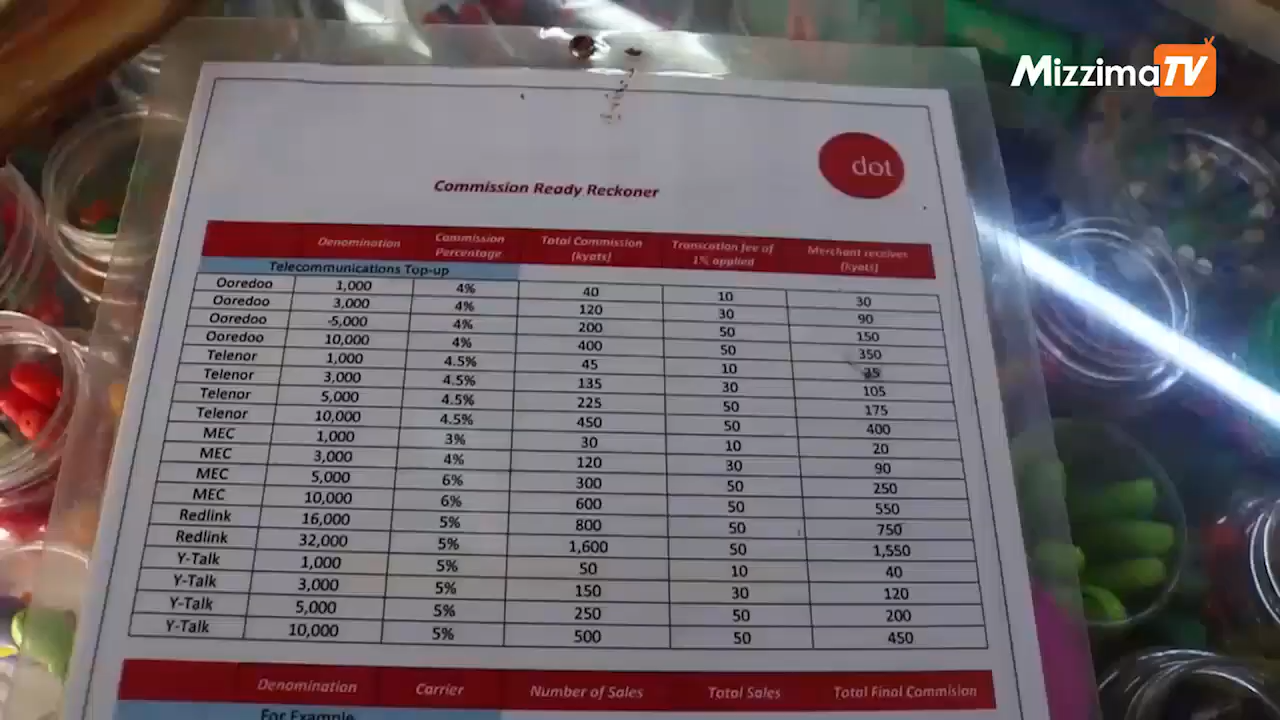 MizzimaTV
dot
Commission Ready Reckoner
Denomination Commission Percentage Total Commission (kyats) Transcation fee of 1% applied Merchant receives (kyats)
Telecommunications Top-up
Ooredoo 1,000 4% 40 10 30
Ooredoo 3,000 4% 120 30 90
Ooredoo -5,000 4% 200 50 150
Ooredoo 10,000 4% 400 50 350
Telenor 1,000 4.5% 45 10 35
Telenor 3,000 4.5% 135 30 105
Telenor 5,000 4.5% 225 50 175
Telenor 10,000 4.5% 450 50 400
MEC 1,000 3% 30 10 20
MEC 3,000 4% 120 30 90
MEC 5,000 6% 300 50 250
MEC 10,000 6% 600 50 550
Redlink 16,000 5% 800 50 750
Redlink 32,000 5% 1,600 50 1,550
Y-Talk 1,000 5% 50 10 40
Y-Talk 3,000 5% 150 30 120
Y-Talk 5,000 5% 250 50 200
Y-Talk 10,000 5% 500 50 450
Denomination Carrier Number of Sales Total Sales Total Final Commision
For Example